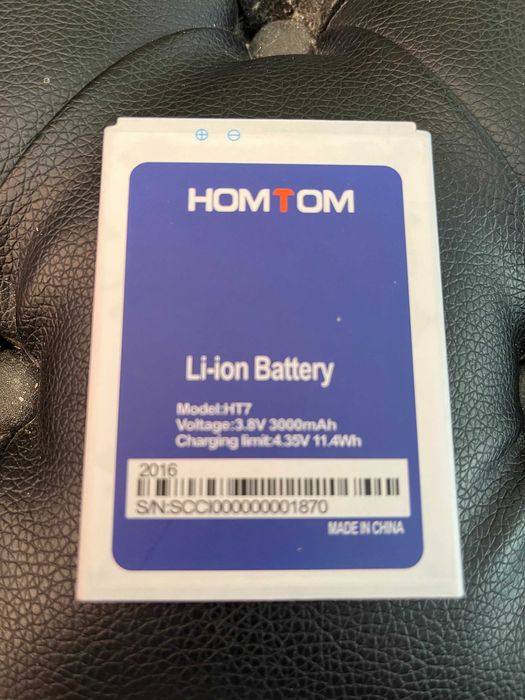 ⊕ ⊖
HOMTOM
Li-ion Battery
Model:HT7
Voltage:3.8V 3000mAh
Charging limit:4.35V 11.4Wh
2016
S/N:SCCI000000001870
MADE IN CHINA